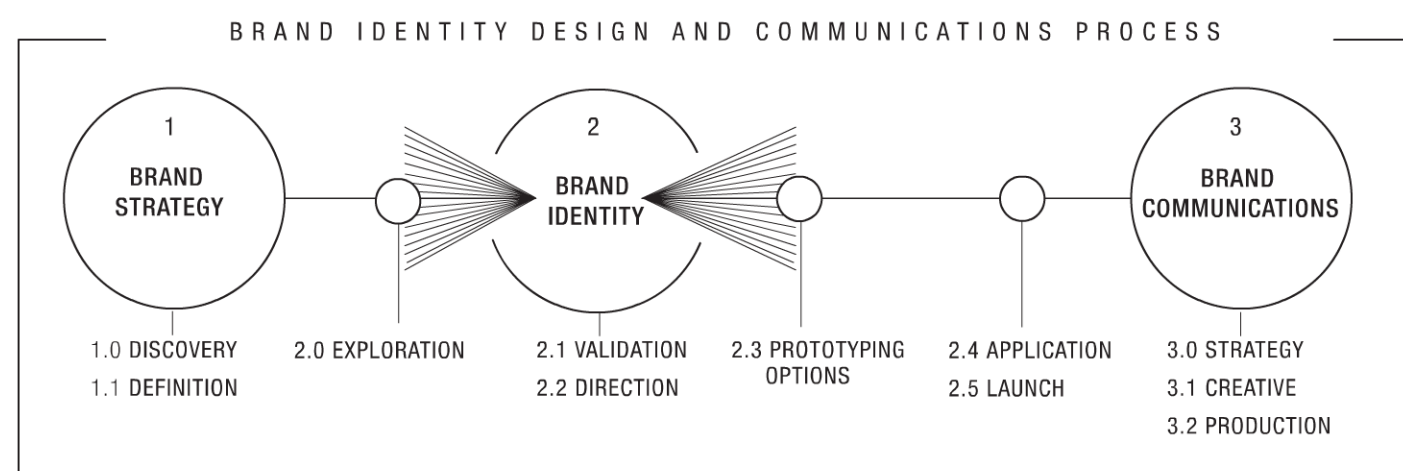 BRAND IDENTITY DESIGN AND COMMUNICATIONS PROCESS
1
BRAND
STRATEGY
2
BRAND
IDENTITY
3
BRAND
COMMUNICATIONS
1.0 DISCOVERY
1.1 DEFINITION
2.0 EXPLORATION
2.1 VALIDATION
2.2 DIRECTION
2.3 PROTOTYPING
OPTIONS
2.4 APPLICATION
2.5 LAUNCH
3.0 STRATEGY
3.1 CREATIVE
3.2 PRODUCTION